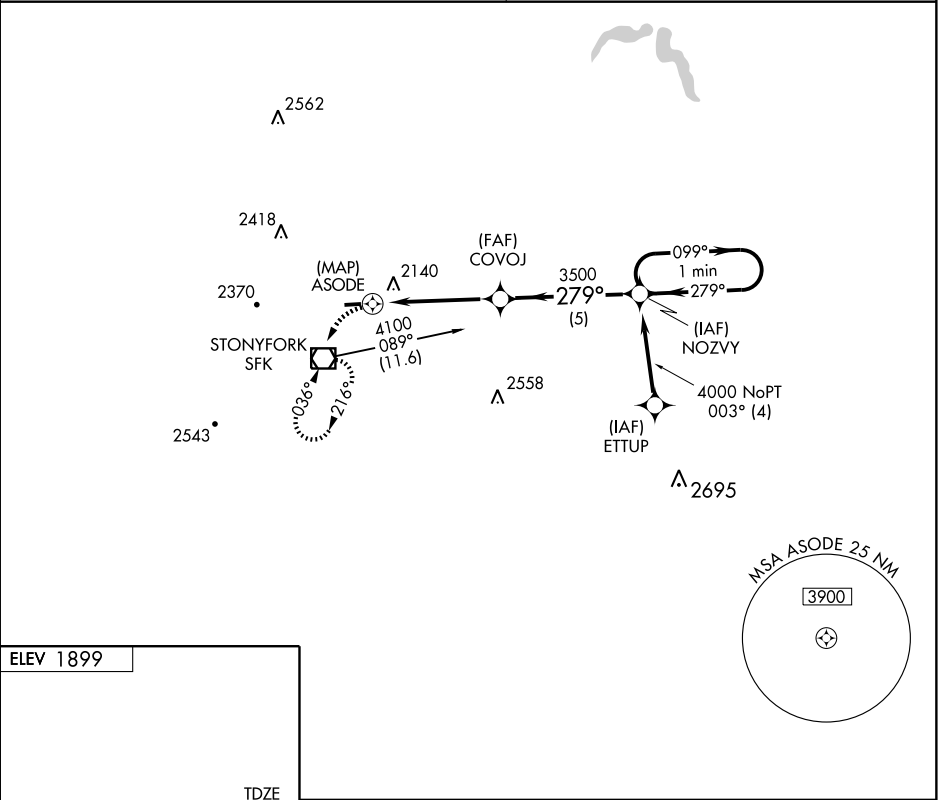 2562
2418
2370
(MAP)
ASODE
2140
(FAF)
COVOJ
3500
279°
(5)
099°
1 min
279°
(IAF)
NOZVY
STONYFORK
SFK
4100
089°
(11.6)
036°
216°
2558
4000 NoPT
003° (4)
(IAF)
ETTUP
2543
2695
MSA ASODE 25 NM
3900
ELEV 1899
TDZE